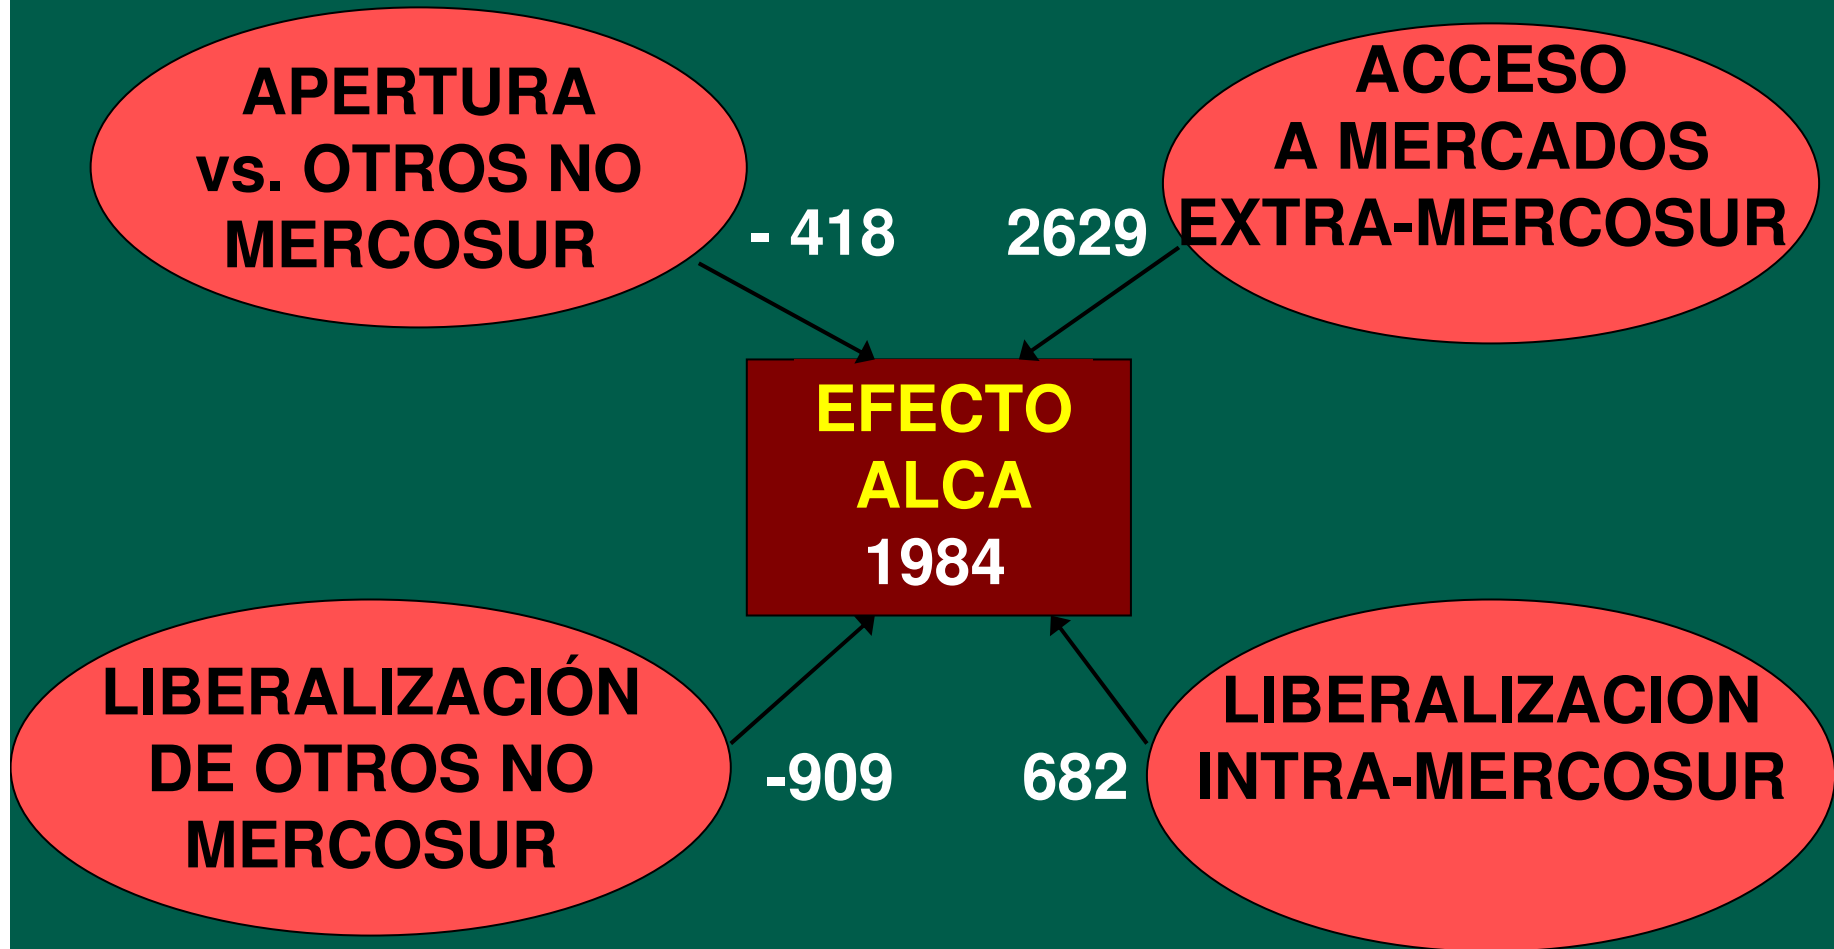 APERTURA
vs. OTROS NO
MERCOSUR
- 418
ACCESO
A MERCADOS
EXTRA-MERCOSUR
2629
EFECTO
ALCA
1984
LIBERALIZACIÓN
DE OTROS NO
MERCOSUR
-909
682
LIBERALIZACION
INTRA-MERCOSUR